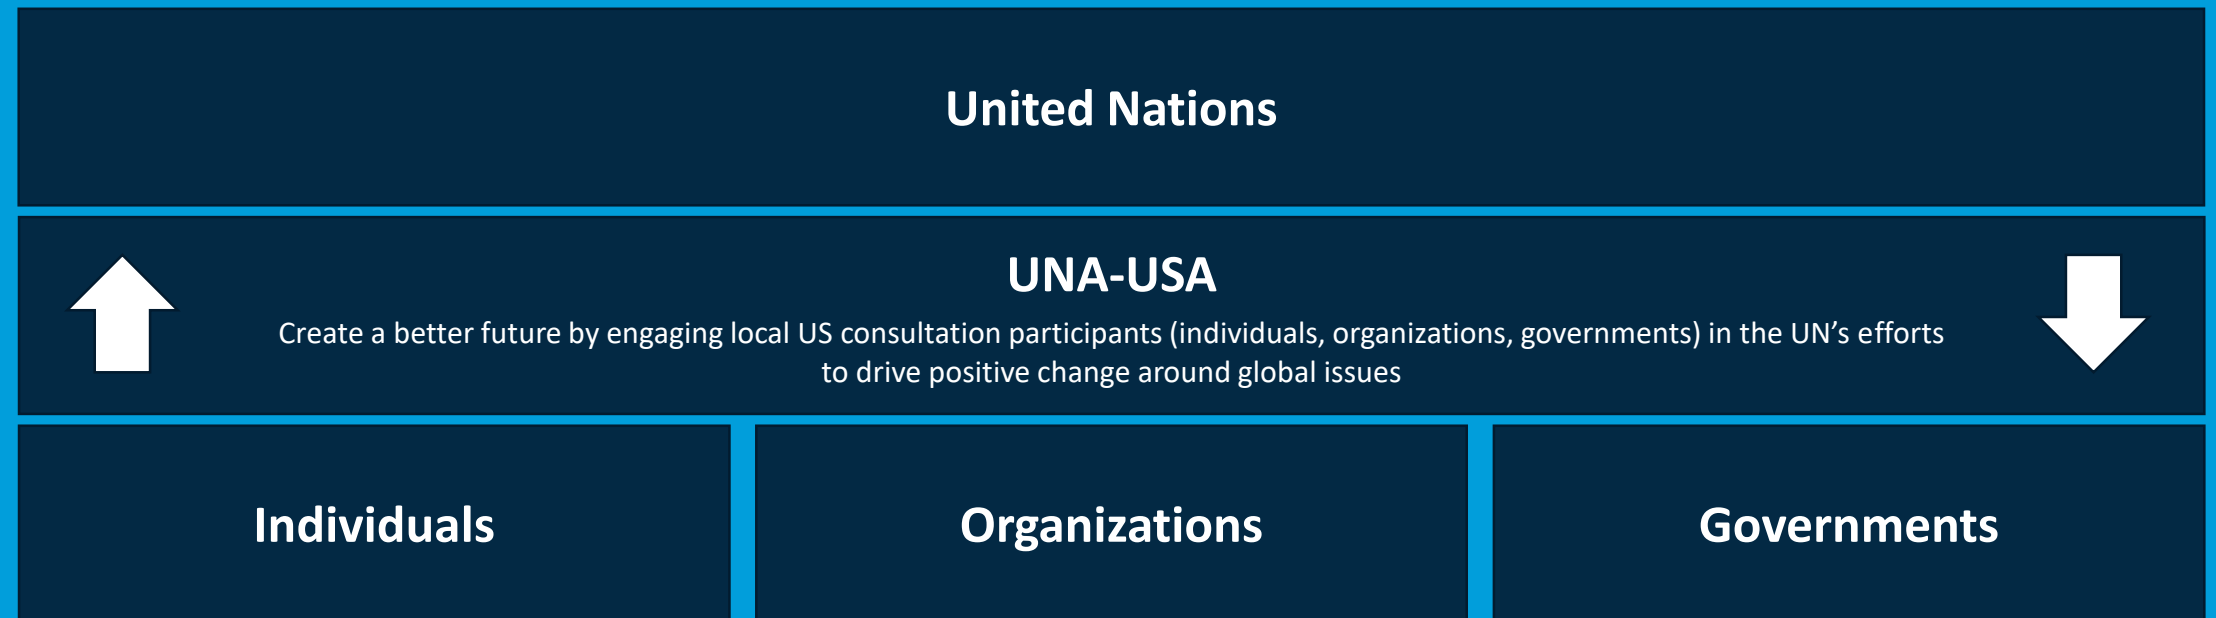 United Nations
UNA-USA
Create a better future by engaging local US consultation participants (individuals, organizations, governments) in the UN’s efforts
to drive positive change around global issues
Individuals
Organizations
Governments